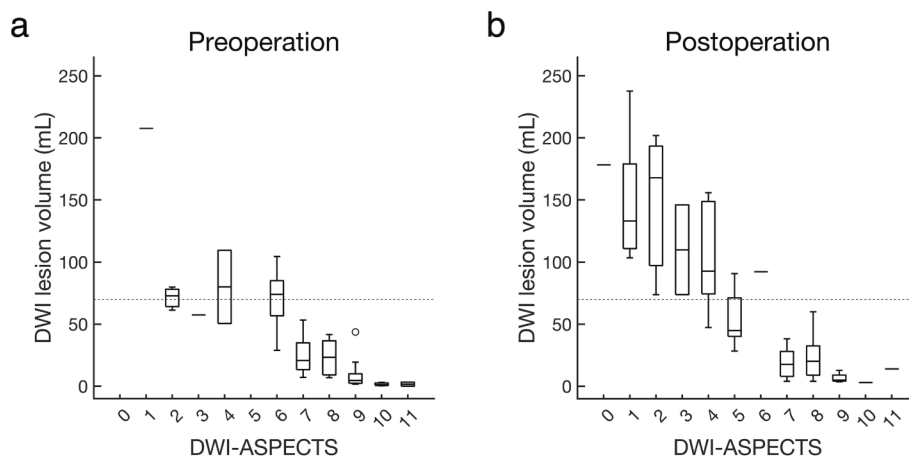 a
Preoperation
DWI lesion volume (mL)
250
200
150
100
50
0
0 1 2 3 4 5 6 7 8 9 10 11
DWI-ASPECTS
b
Postoperation
DWI lesion volume (mL)
250
200
150
100
50
0
0 1 2 3 4 5 6 7 8 9 10 11
DWI-ASPECTS